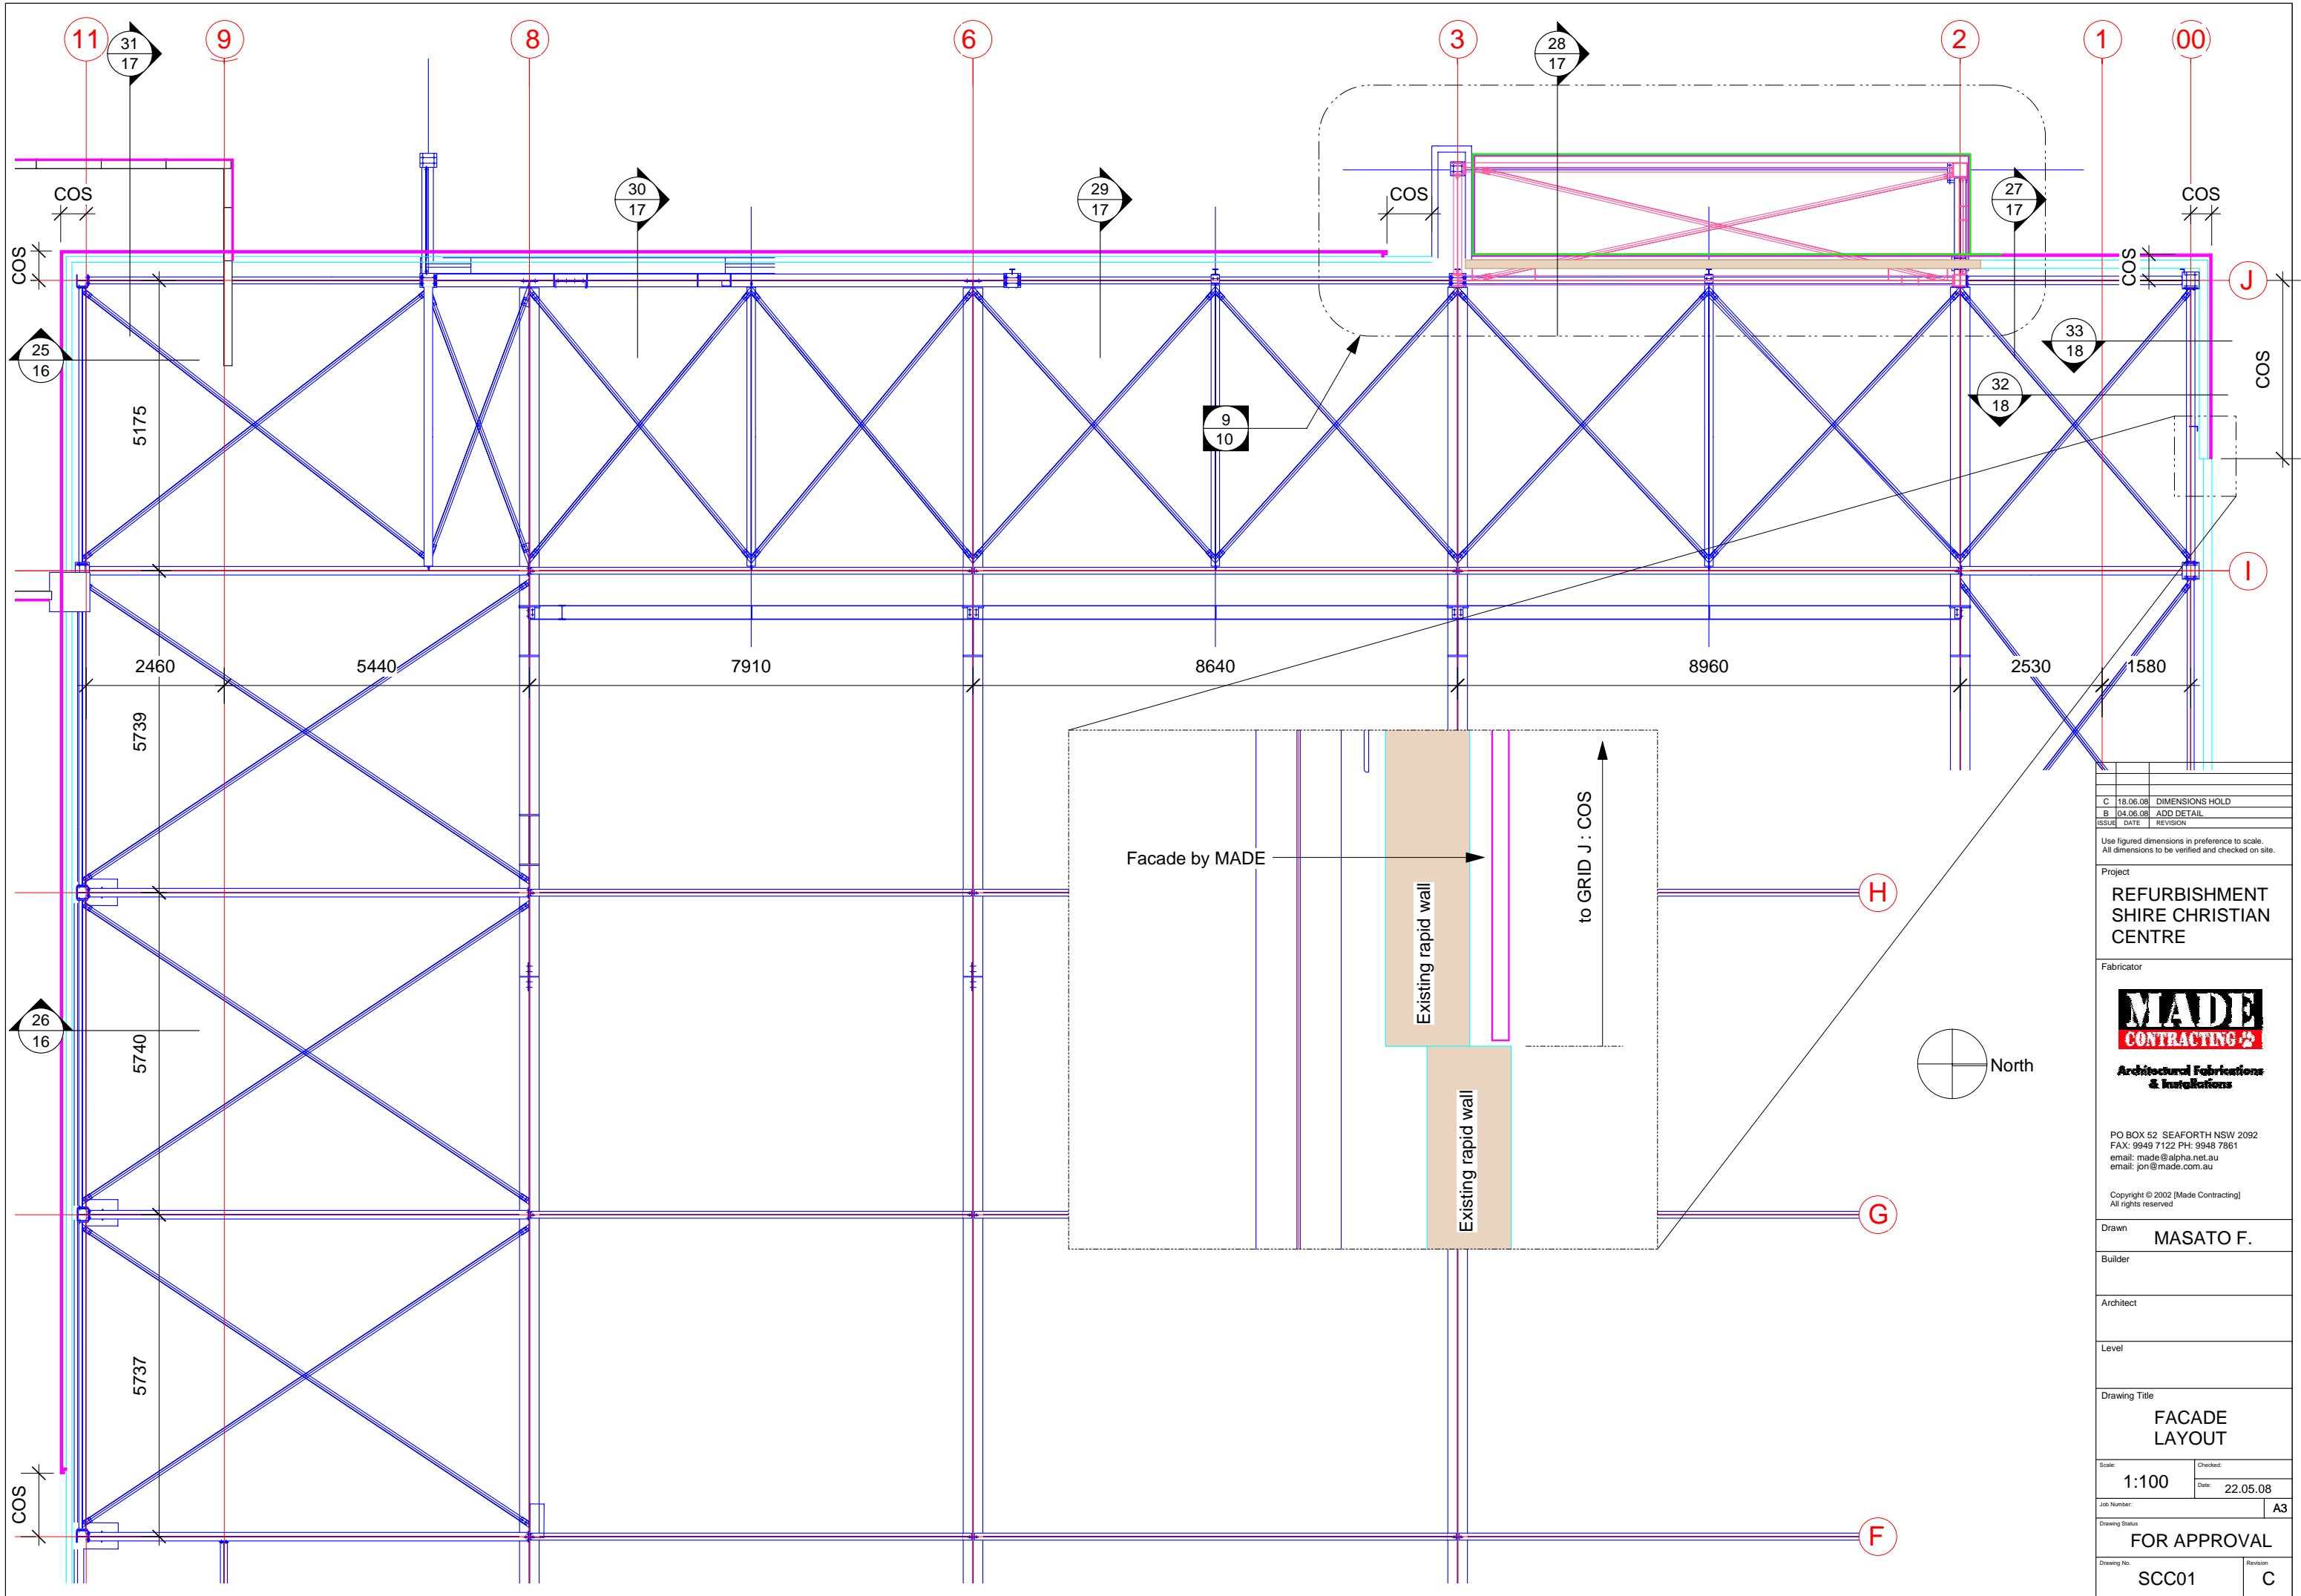 11
31
17
9
8
6
3
28
17
2
1
00
COS
30
17
29
17
COS
27
17
COS
COS
COS
J
25
16
33
18
COS
5175
32
18
9
10
I
2460
5440
7910
8640
8960
2530
1580
5739
Facade by MADE
Existing rapid wall
to GRID J : COS
H
26
16
5740
North
Existing rapid wall
G
5737
COS
F
C 18.06.08 DIMENSIONS HOLD
B 04.06.08 ADD DETAIL
ISSUE DATE REVISION
Use figured dimensions in preference to scale.
All dimensions to be verified and checked on site.
Project
REFURBISHMENT
SHIRE CHRISTIAN
CENTRE
Fabricator
MADE
CONTRACTING
Architectural Fabrications
& Installations
PO BOX 52 SEAFORTH NSW 2092
FAX: 9949 7122 PH: 9948 7861
email: made@alpha.net.au
email: jon@made.com.au
Copyright © 2002 [Made Contracting]
All rights reserved
Drawn
MASATO F.
Builder
Architect
Level
Drawing Title
FACADE
LAYOUT
Scale:
1:100
Checked:
Date: 22.05.08
Job Number:
A3
Drawing Status
FOR APPROVAL
Drawing No.
SCC01
Revision
C